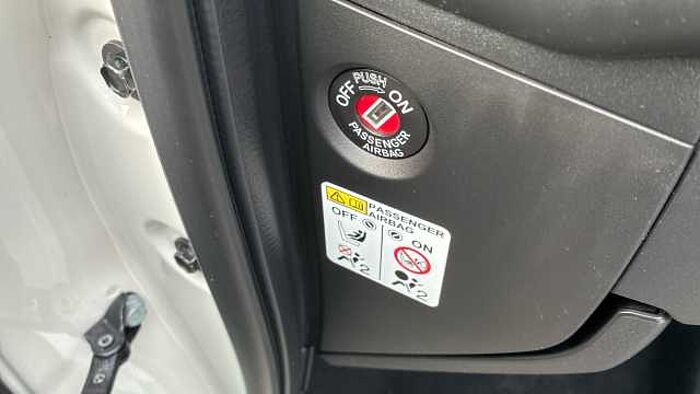 PUSH
OFF ON
PASSENGER
AIRBAG
PASSENGER
AIRBAG
OFF
ON